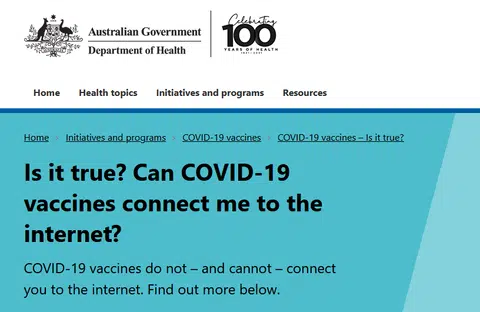 Australian Government
Department of Health
Celebrating
100
YEARS OF HEALTH
1921–2021
Home Health topics Initiatives and programs Resources
Home › Initiatives and programs › COVID-19 vaccines › COVID-19 vaccines – Is it true?
Is it true? Can COVID-19
vaccines connect me to the
internet?
COVID-19 vaccines do not – and cannot – connect
you to the internet. Find out more below.